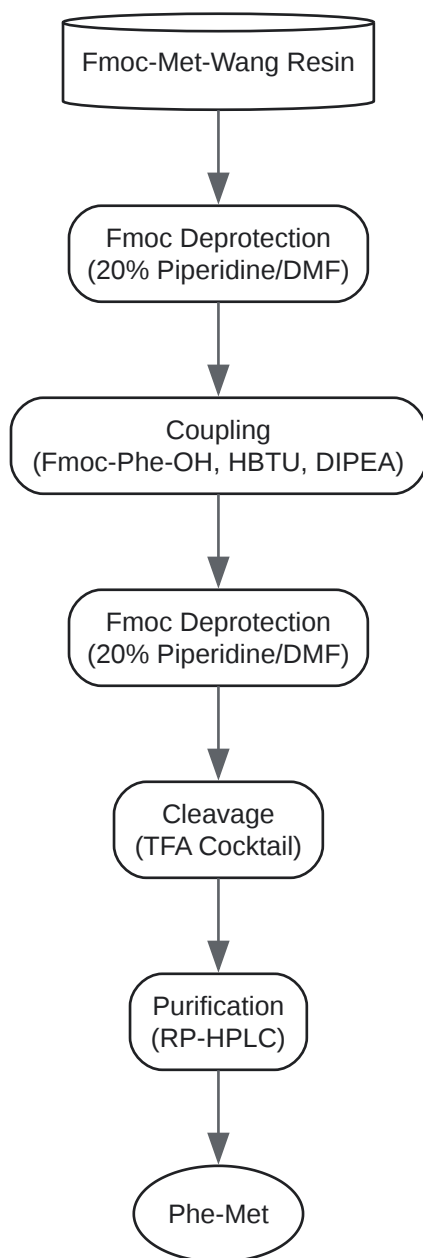 Fmoc-Met-Wang Resin
Fmoc Deprotection
(20% Piperidine/DMF)
Coupling
(Fmoc-Phe-OH, HBTU, DIPEA)
Fmoc Deprotection
(20% Piperidine/DMF)
Cleavage
(TFA Cocktail)
Purification
(RP-HPLC)
Phe-Met